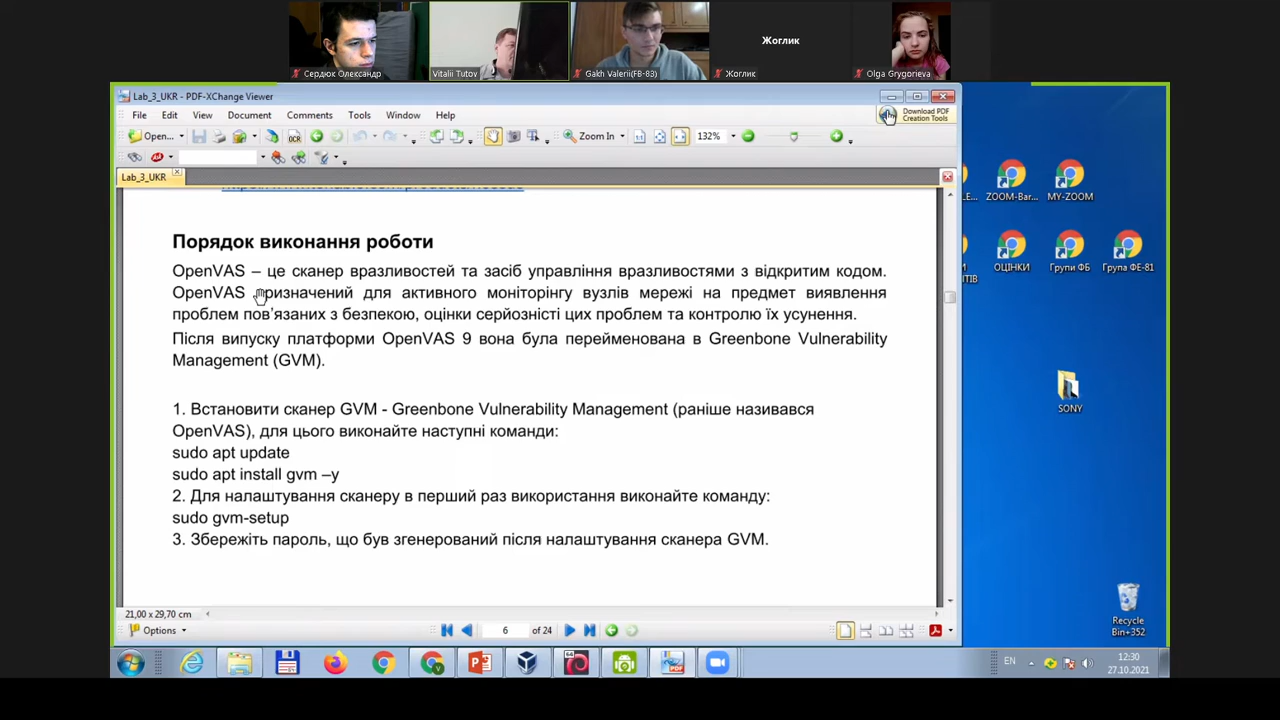 Жоглик
Сердюк Олександр
Vitalii Tutov
Gakh Valerii(FB-83)
Жоглик
Olga Grygorieva
Lab_3_UKR - PDF-XChange Viewer
File Edit View Document Comments Tools Window Help
Download PDF
Creation Tools
Open...
OCR
Zoom In
132%
Lab_3_UKR
Порядок виконання роботи
OpenVAS – це сканер вразливостей та засіб управління вразливостями з відкритим кодом.
OpenVAS призначений для активного моніторінгу вузлів мережі на предмет виявлення
проблем пов’язаних з безпекою, оцінки серйозністі цих проблем та контролю їх усунення.
Після випуску платформи OpenVAS 9 вона була перейменована в Greenbone Vulnerability
Management (GVM).
1. Встановити сканер GVM - Greenbone Vulnerability Management (раніше називався
OpenVAS), для цього виконайте наступні команди:
sudo apt update
sudo apt install gvm –y
2. Для налаштування сканеру в перший раз використання виконайте команду:
sudo gvm-setup
3. Збережіть пароль, що був згенерований після налаштування сканера GVM.
21,00 x 29,70 cm
Options
6 of 24
ZOOM-Bar...
MY-ZOOM
ОЦІНКИ
Групи ФБ
Група ФЕ-81
SONY
Recycle
Bin+352
EN
12:30
27.10.2021